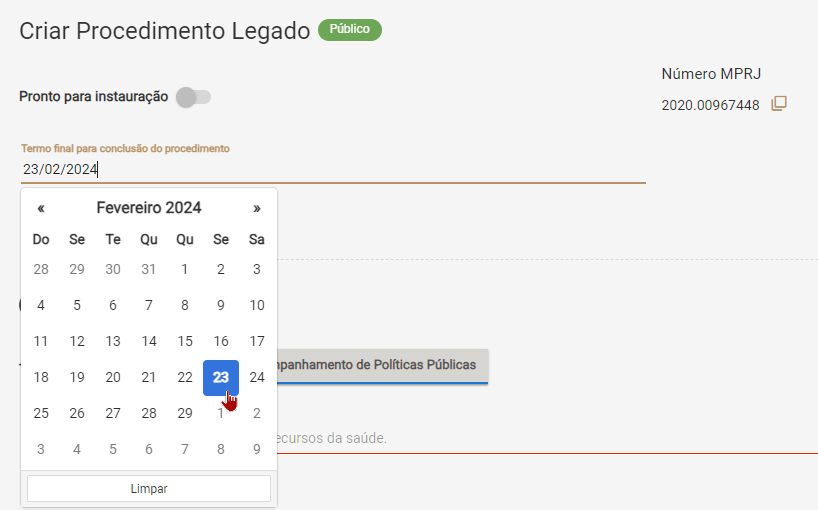 Criar Procedimento Legado Público
Número MPRJ
Pronto para instauração
2020.00967448
Termo final para conclusão do procedimento
23/02/2024
« Fevereiro 2024 »
Do Se Te Qu Qu Se Sa
28 29 30 31 1 2 3
4 5 6 7 8 9 10
11 12 13 14 15 16 17
18 19 20 21 22 23 24
mpanhamento de Políticas Públicas
25 26 27 28 29 1 2
3 4 5 6 7 8 9
ecursos da saúde.
Limpar